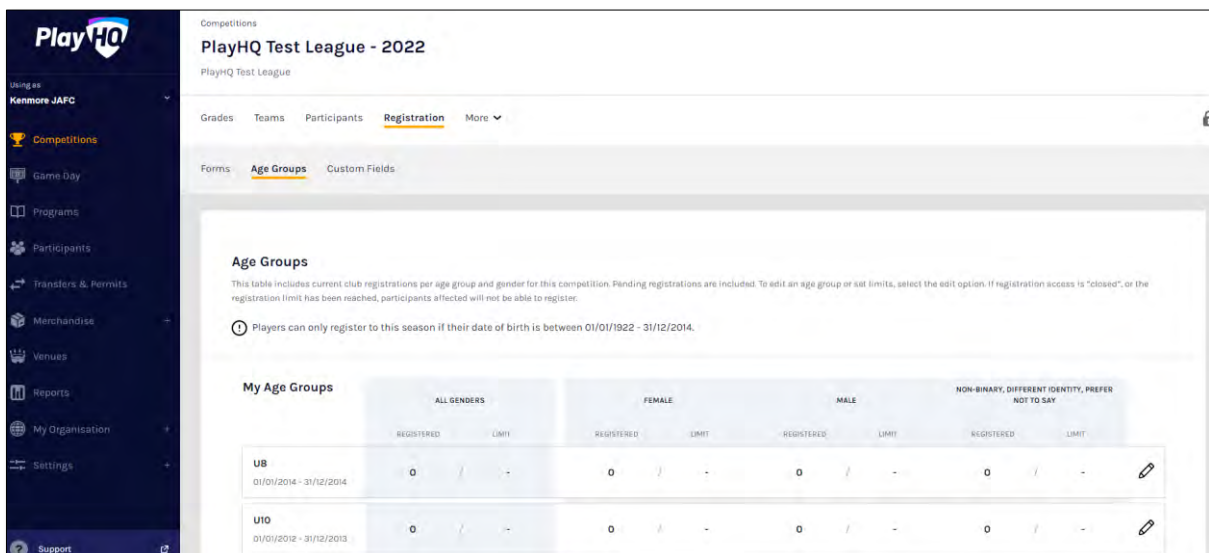 PlayHQ
Using as
Kenmore JAFC
Competitions
Game Day
Programs
Participants
Transfers & Permits
Merchandise +
Venues
Reports
My Organisation +
Settings +
Support
Competitions
PlayHQ Test League - 2022
PlayHQ Test League
Grades Teams Participants Registration More
Forms Age Groups Custom Fields
Age Groups
This table includes current club registrations per age group and gender for this competition. Pending registrations are included. To edit an age group or set limits, select the edit option. If registration access is "closed", or the
registration limit has been reached, participants affected will not be able to register.
Players can only register to this season if their date of birth is between 01/01/1922 - 31/12/2014.
My Age Groups
ALL GENDERS FEMALE MALE NON-BINARY, DIFFERENT IDENTITY, PREFER
NOT TO SAY
REGISTERED LIMIT REGISTERED LIMIT REGISTERED LIMIT REGISTERED LIMIT
U8
0 / - 0 / - 0 / - 0 / -
01/01/2014 - 31/12/2014
U10
0 / - 0 / - 0 / - 0 / -
01/01/2012 - 31/12/2013